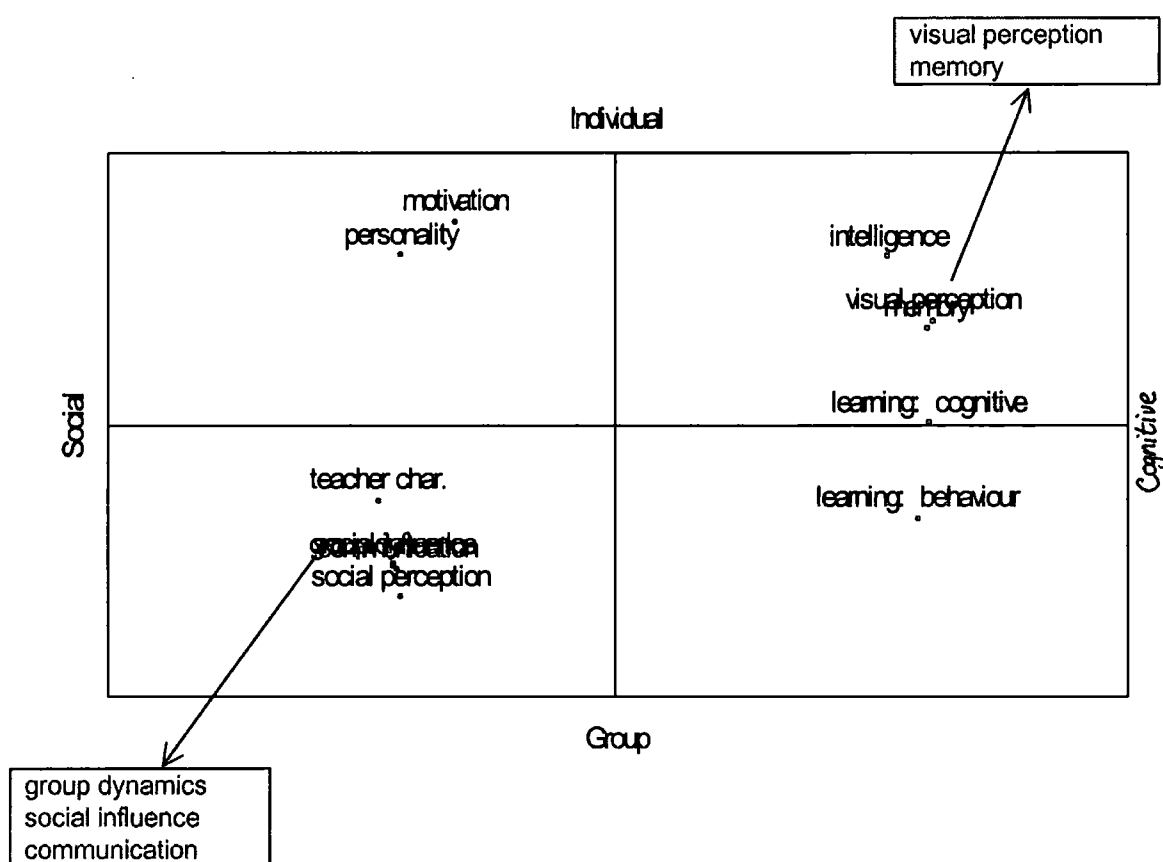 visual perception
memory
Individual
motivation
personality
intelligence
visual perception
memory
learning: cognitive
Social
Cognitive
teacher char.
learning: behaviour
social perception
Group
group dynamics
social influence
communication